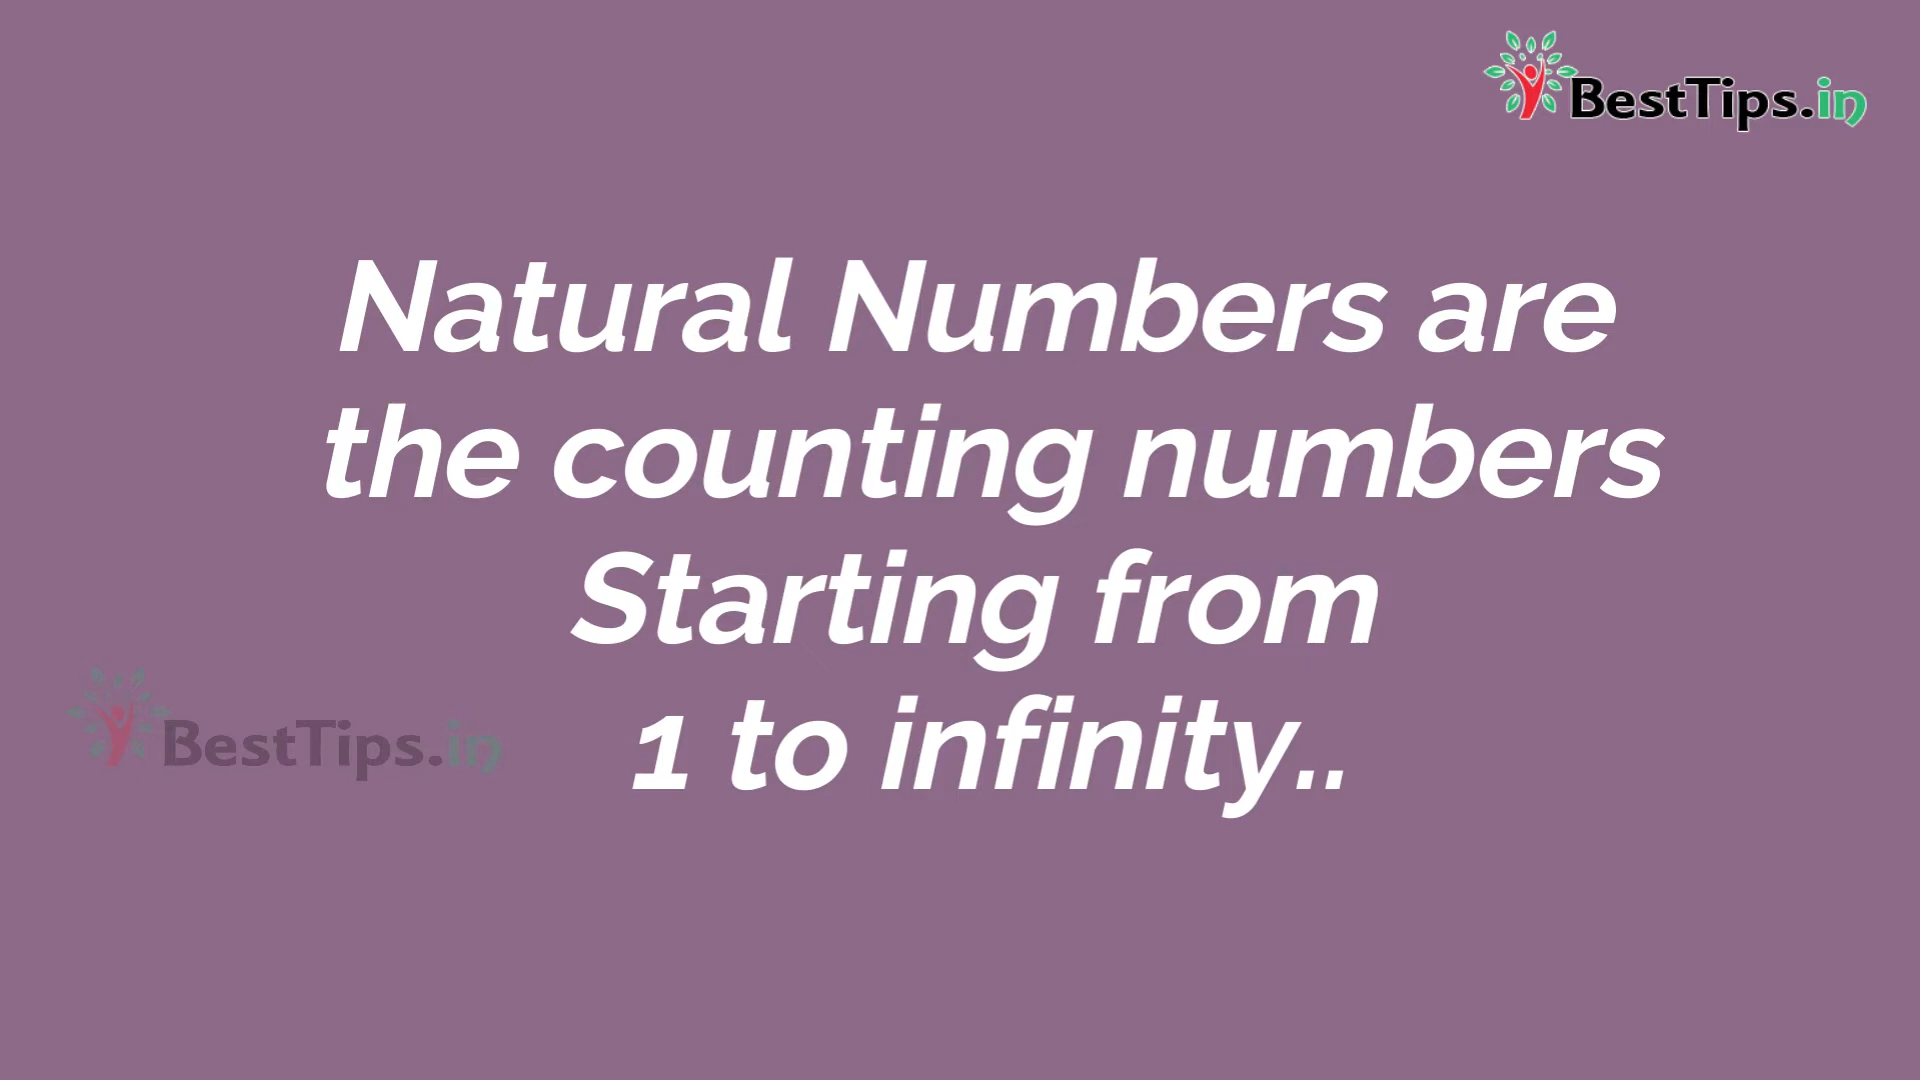 BestTips.in
Natural Numbers are
the counting numbers
Starting from
1 to infinity..
BestTips.in